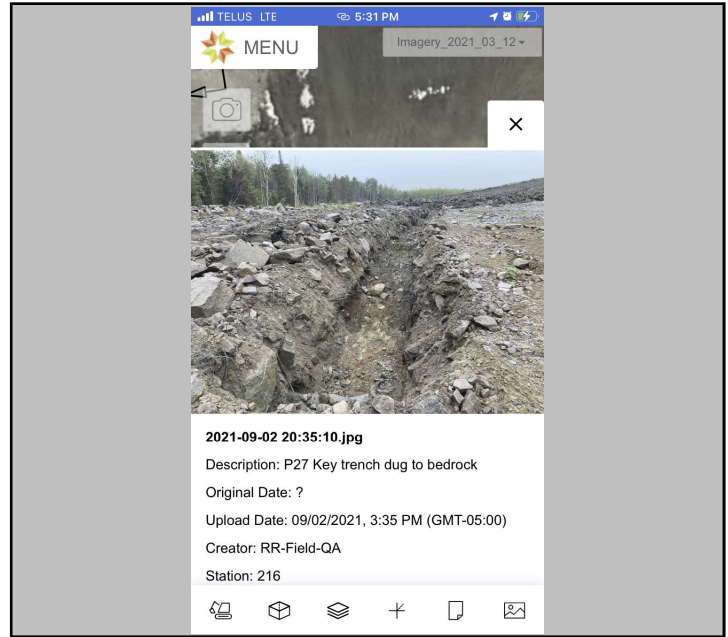 TELUS LTE 5:31 PM
MENU
Imagery_2021_03_12
2021-09-02 20:35:10.jpg
Description: P27 Key trench dug to bedrock
Original Date: ?
Upload Date: 09/02/2021, 3:35 PM (GMT-05:00)
Creator: RR-Field-QA
Station: 216